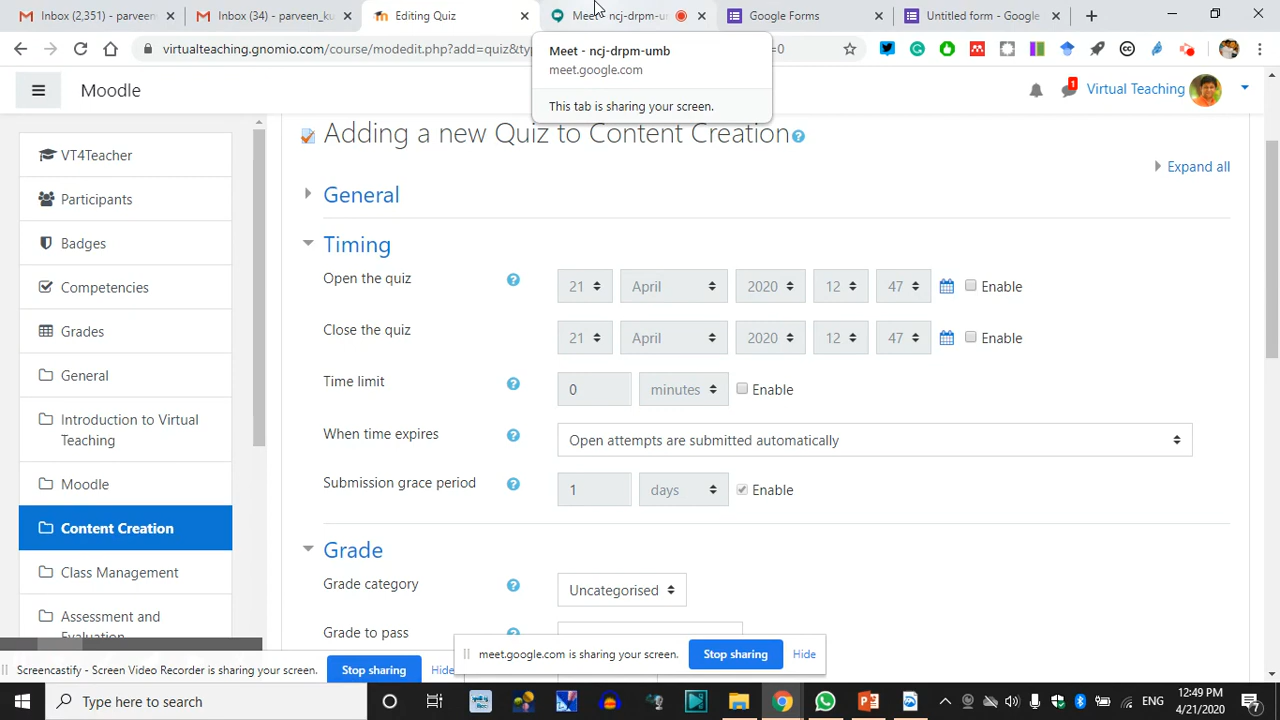 Inbox (2,351) - parveen
Inbox (34) - parveen_ku
Editing Quiz
Meet - ncj-drpm-um
Google Forms
Untitled form - Google
virtualteaching.gnomio.com/course/modedit.php?add=quiz&ty
=0
Meet - ncj-drpm-umb
meet.google.com
This tab is sharing your screen.
Moodle
1
Virtual Teaching
VT4Teacher
Participants
Badges
Competencies
Grades
General
Introduction to Virtual
Teaching
Moodle
Content Creation
Class Management
Assessment and
Evaluation
Adding a new Quiz to Content Creation
Expand all
General
Timing
Open the quiz
21 April 2020 12 47 Enable
Close the quiz
21 April 2020 12 47 Enable
Time limit
0 minutes Enable
When time expires
Open attempts are submitted automatically
Submission grace period
1 days Enable
Grade
Grade category
Uncategorised
Grade to pass
meet.google.com is sharing your screen. Stop sharing Hide
Screencastify - Screen Video Recorder is sharing your screen. Stop sharing Hide
Type here to search
ENG
12:49 PM
4/21/2020
7